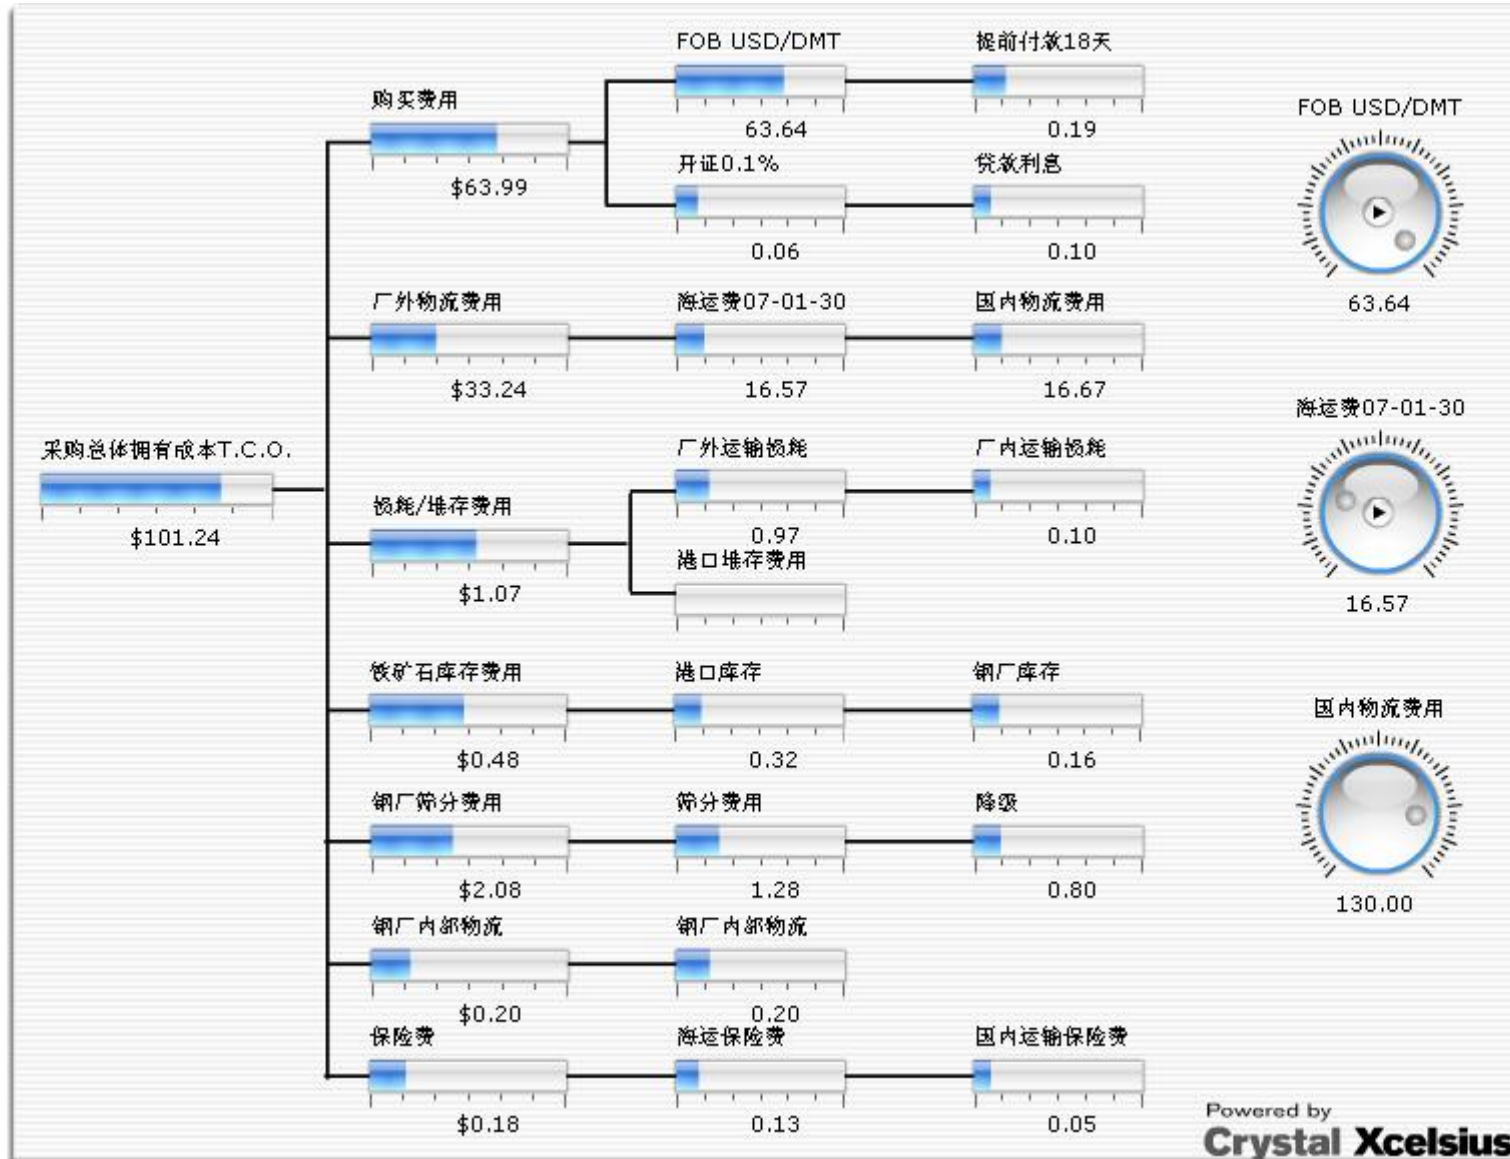 FOB USD/DMT
提前付款18天
购买费用
63.64
0.19
FOB USD/DMT
开证0.1%
贷款利息
$63.99
0.06
0.10
63.64
厂外物流费用
海运费07-01-30
国内物流费用
$33.24
16.57
16.67
海运费07-01-30
采购总体拥有成本T.C.O.
厂外运输损耗
厂内运输损耗
损耗/堆存费用
$101.24
0.97
0.10
港口堆存费用
$1.07
16.57
铁矿石库存费用
港口库存
钢厂库存
国内物流费用
$0.48
0.32
0.16
钢厂筛分费用
筛分费用
降级
$2.08
1.28
0.80
130.00
钢厂内部物流
钢厂内部物流
$0.20
0.20
保险费
海运保险费
国内运输保险费
$0.18
0.13
0.05
Powered by
Crystal Xcelsius